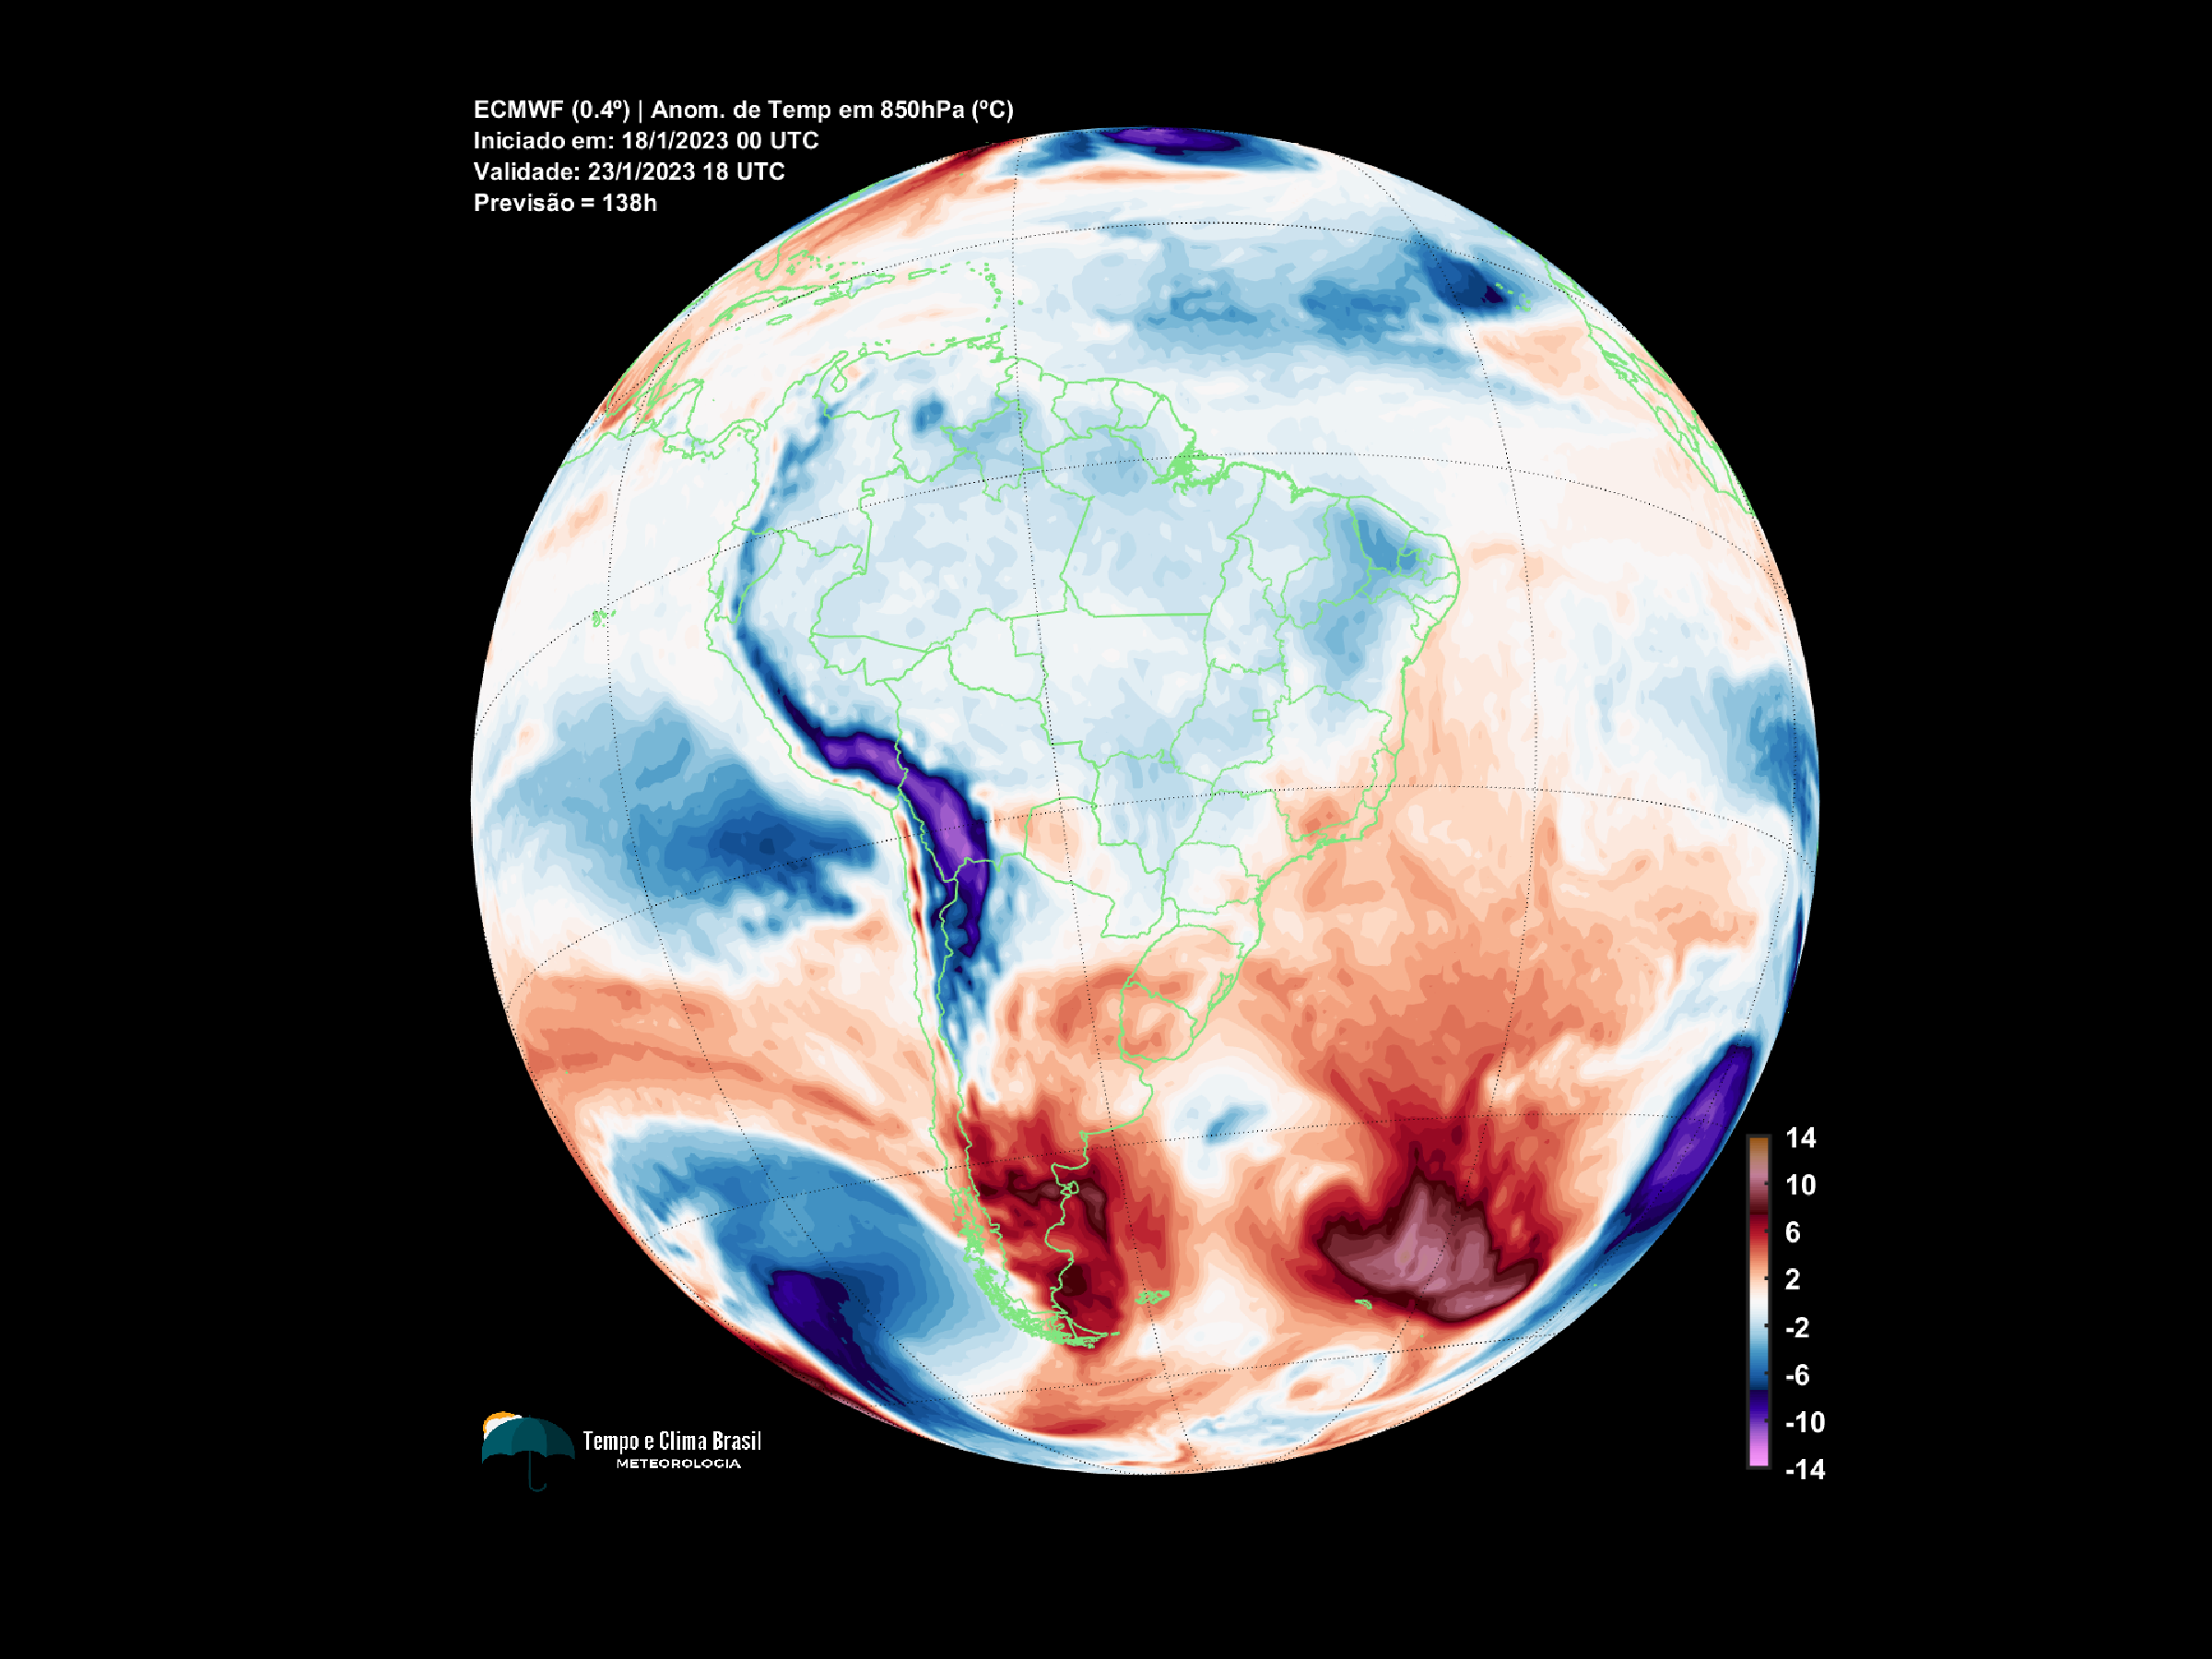 ECMWF (0.4º) | Anom. de Temp em 850hPa (ºC)
Iniciado em: 18/1/2023 00 UTC
Validade: 23/1/2023 18 UTC
Previsão = 138h
14
10
6
2
-2
-6
-10
-14
Tempo e Clima Brasil
METEOROLOGIA